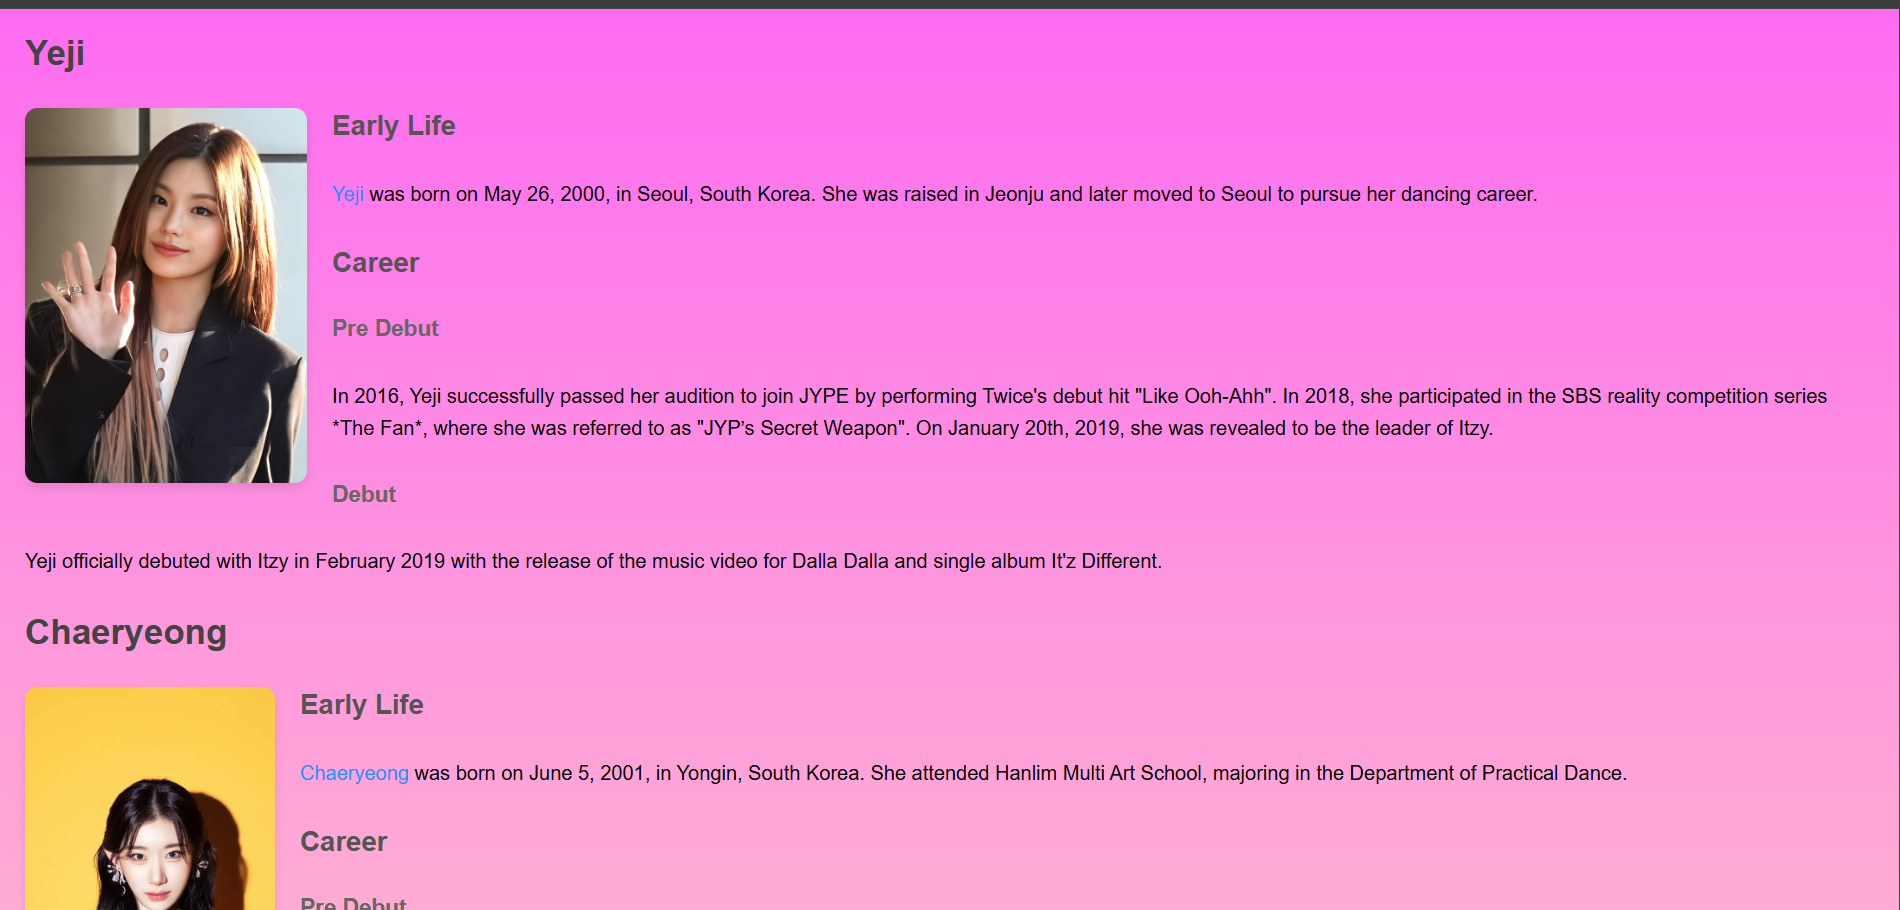 Yeji
Early Life
Yeji was born on May 26, 2000, in Seoul, South Korea. She was raised in Jeonju and later moved to Seoul to pursue her dancing career.
Career
Pre Debut
In 2016, Yeji successfully passed her audition to join JYPE by performing Twice's debut hit "Like Ooh-Ahh". In 2018, she participated in the SBS reality competition series
*The Fan*, where she was referred to as "JYP's Secret Weapon". On January 20th, 2019, she was revealed to be the leader of Itzy.
Debut
Yeji officially debuted with Itzy in February 2019 with the release of the music video for Dalla Dalla and single album It'z Different.
Chaeryeong
Early Life
Chaeryeong was born on June 5, 2001, in Yongin, South Korea. She attended Hanlim Multi Art School, majoring in the Department of Practical Dance.
Career
Pre Debut